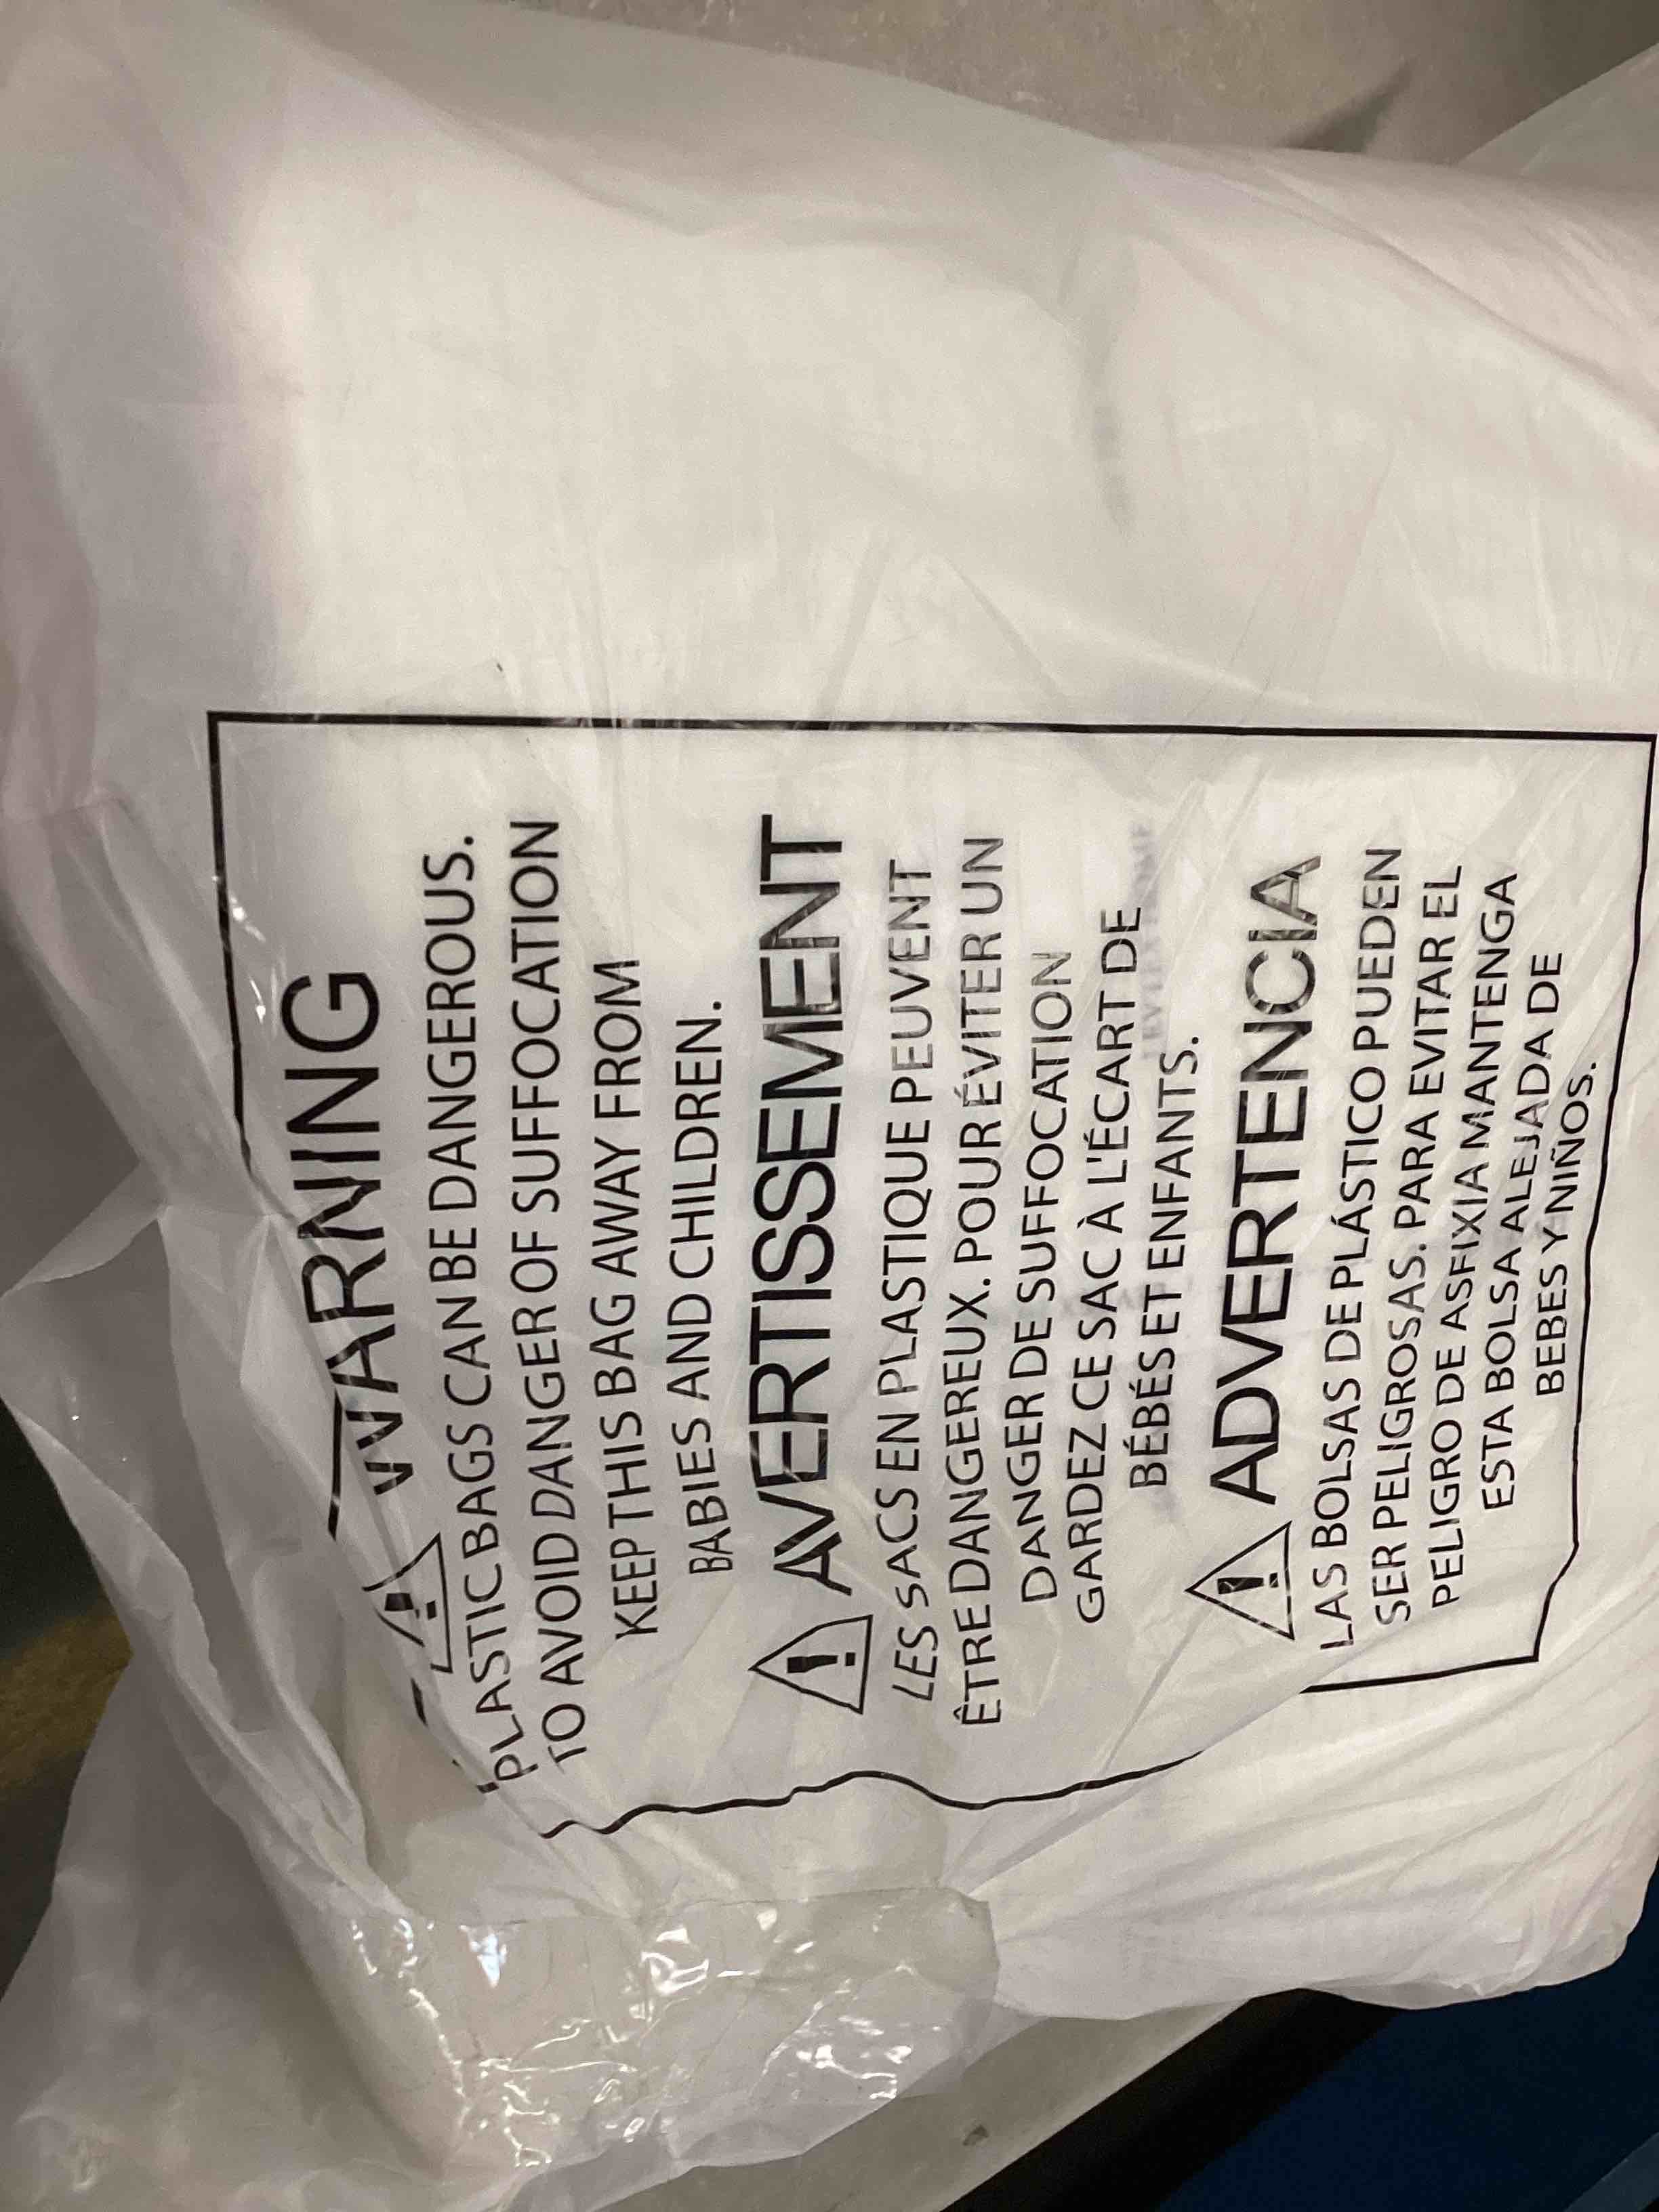 WARNING
PLASTIC BAGS CAN BE DANGEROUS.
TO AVOID DANGER OF SUFFOCATION
KEEP THIS BAG AWAY FROM
BABIES AND CHILDREN.
AVERTISSEMENT
LES SACS EN PLASTIQUE PEUVENT
ÊTRE DANGEREUX. POUR ÉVITER UN
DANGER DE SUFFOCATION
GARDEZ CE SAC À L'ÉCART DE
BÉBÉS ET ENFANTS.
ADVERTENCIA
LAS BOLSAS DE PLÁSTICO PUEDEN
SER PELIGROSAS. PARA EVITAR EL
PELIGRO DE ASFIXIA MANTENGA
ESTA BOLSA ALEJADA DE
BEBES Y NIÑOS.